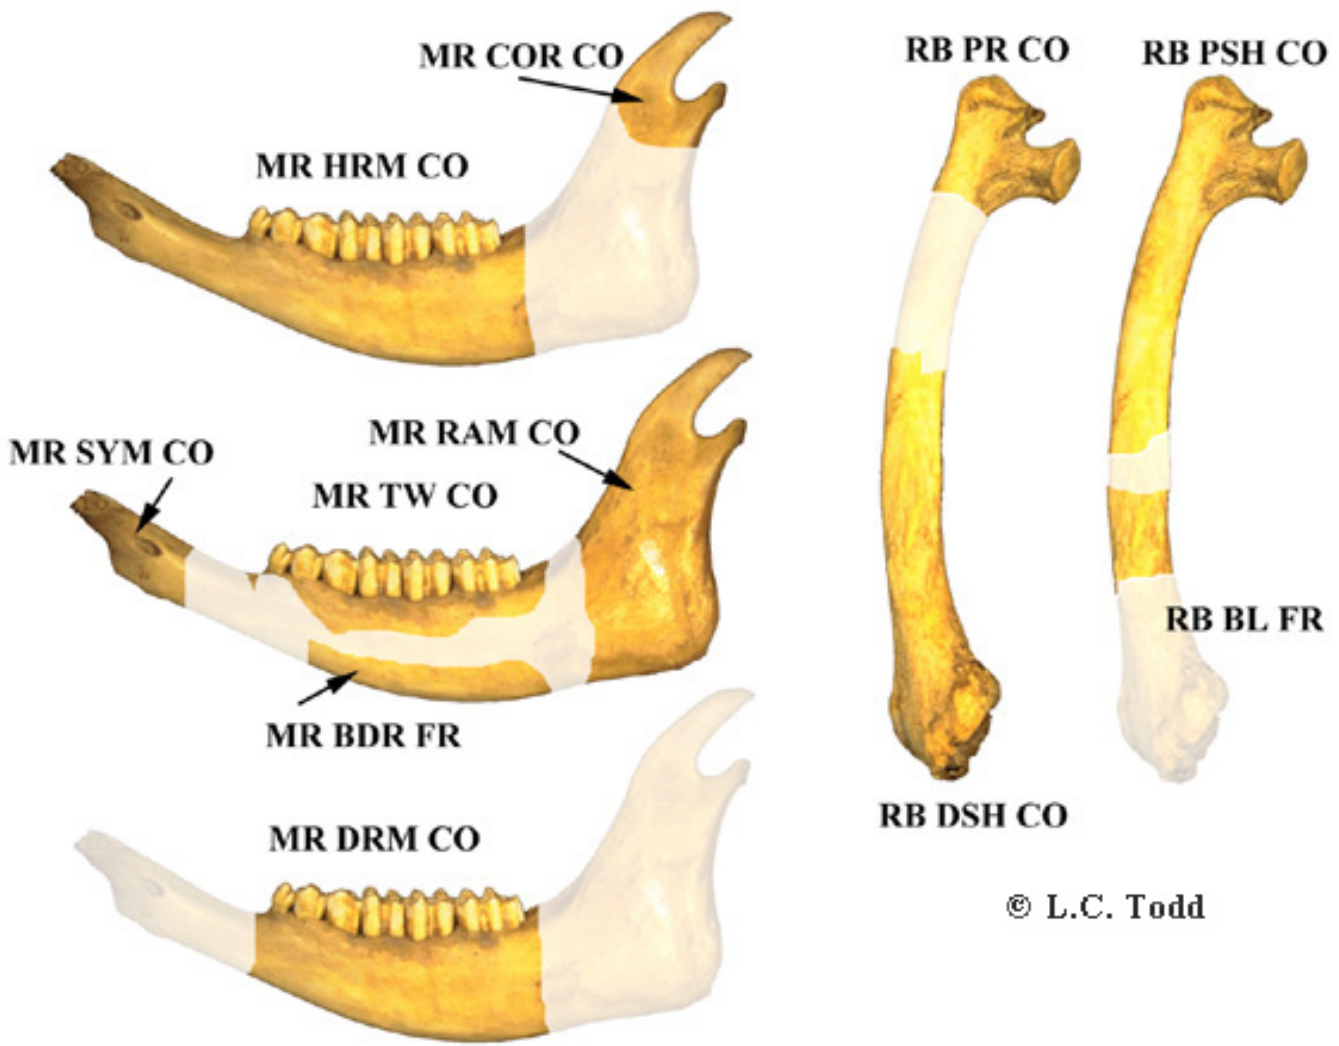 MR COR CO
RB PR CO
RB PSH CO
MR HRM CO
MR SYM CO
MR RAM CO
MR TW CO
MR BDR FR
RB BL FR
MR DRM CO
RB DSH CO
© L.C. Todd